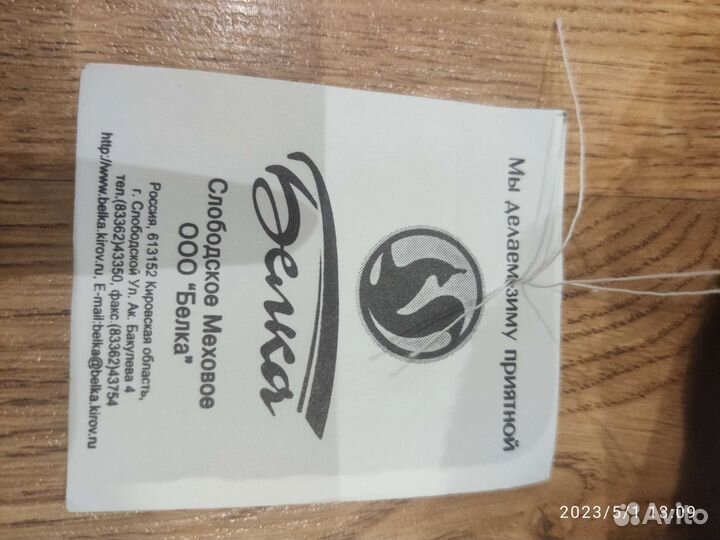 Мы делаем зиму приятной
Белка
Слободское Меховое
ООО "Белка"
Россия, 613152 Кировская область,
г. Слободской Ул. Ак. Бакулева 4
тел.(83362)43350, факс (83362)43754
http://www.belka.kirov.ru. E-mail:belka@belka.kirov.ru
2023/5/1 13:09
Avito